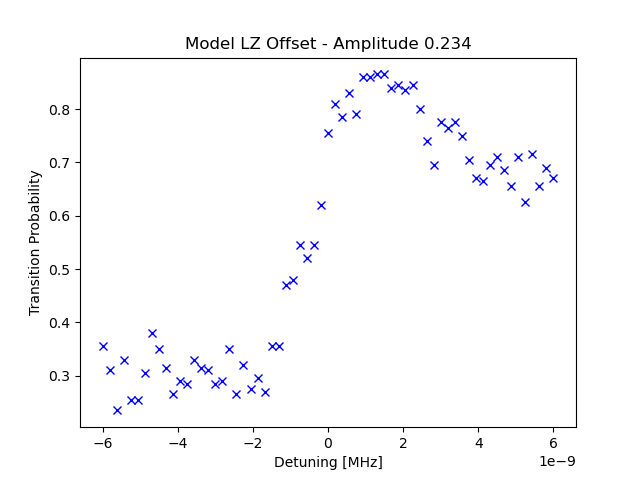 Model LZ Offset - Amplitude 0.234
Transition Probability
0.8
0.7
0.6
0.5
0.4
0.3
−6 −4 −2 0 2 4 6
1e−9
Detuning [MHz]